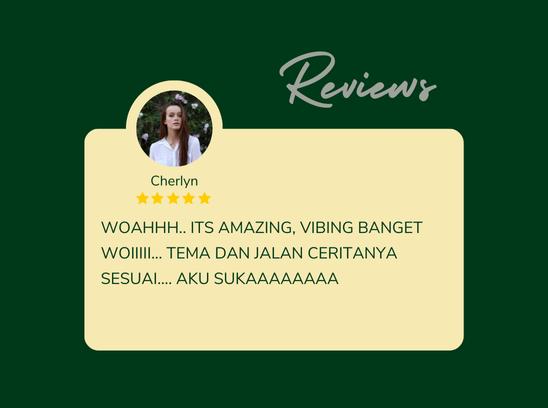 Reviews
Cherlyn
WOAHHH.. ITS AMAZING, VIBING BANGET
WOIIIII... TEMA DAN JALAN CERITANYA
SESUAI.... AKU SUKAAAAAAAA